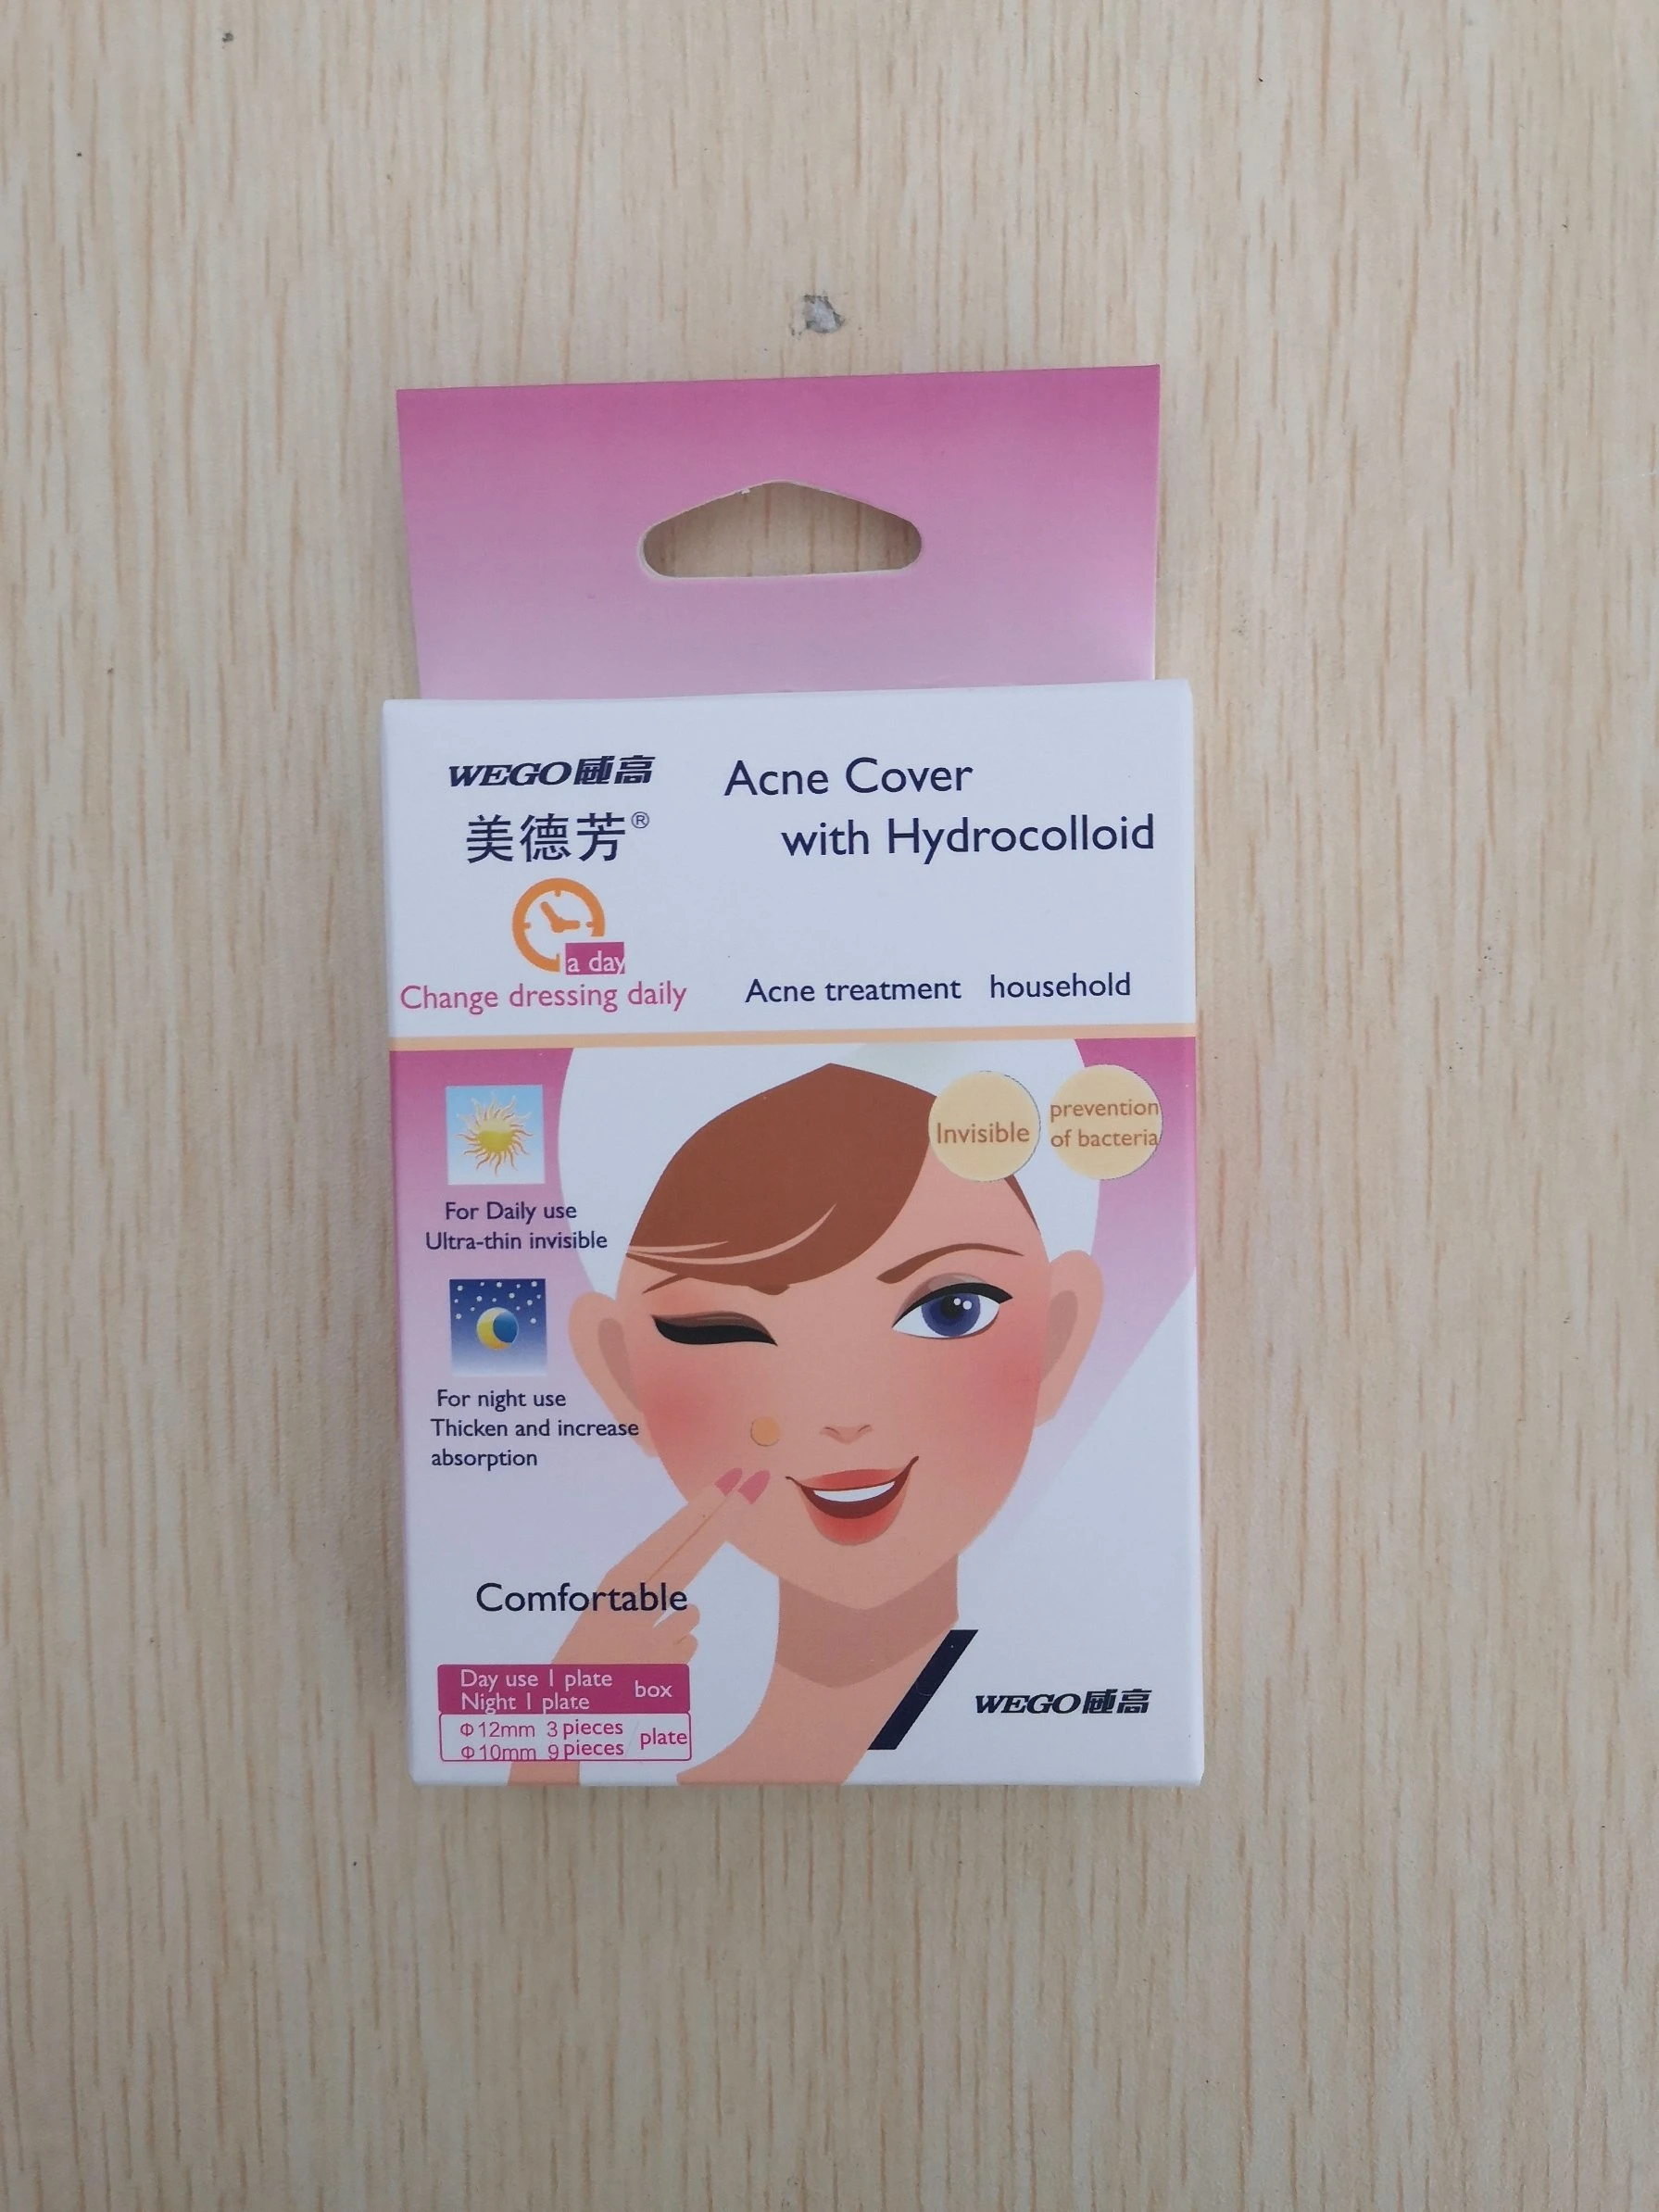 WEGO威高
美德芳®
Acne Cover
with Hydrocolloid
a day
Change dressing daily
Acne treatment household
Invisible
prevention
of bacteria
For Daily use
Ultra-thin invisible
For night use
Thicken and increase
absorption
Comfortable
Day use 1 plate
Night 1 plate
box
Φ12mm 3 pieces
Φ10mm 9 pieces
/plate
WEGO威高